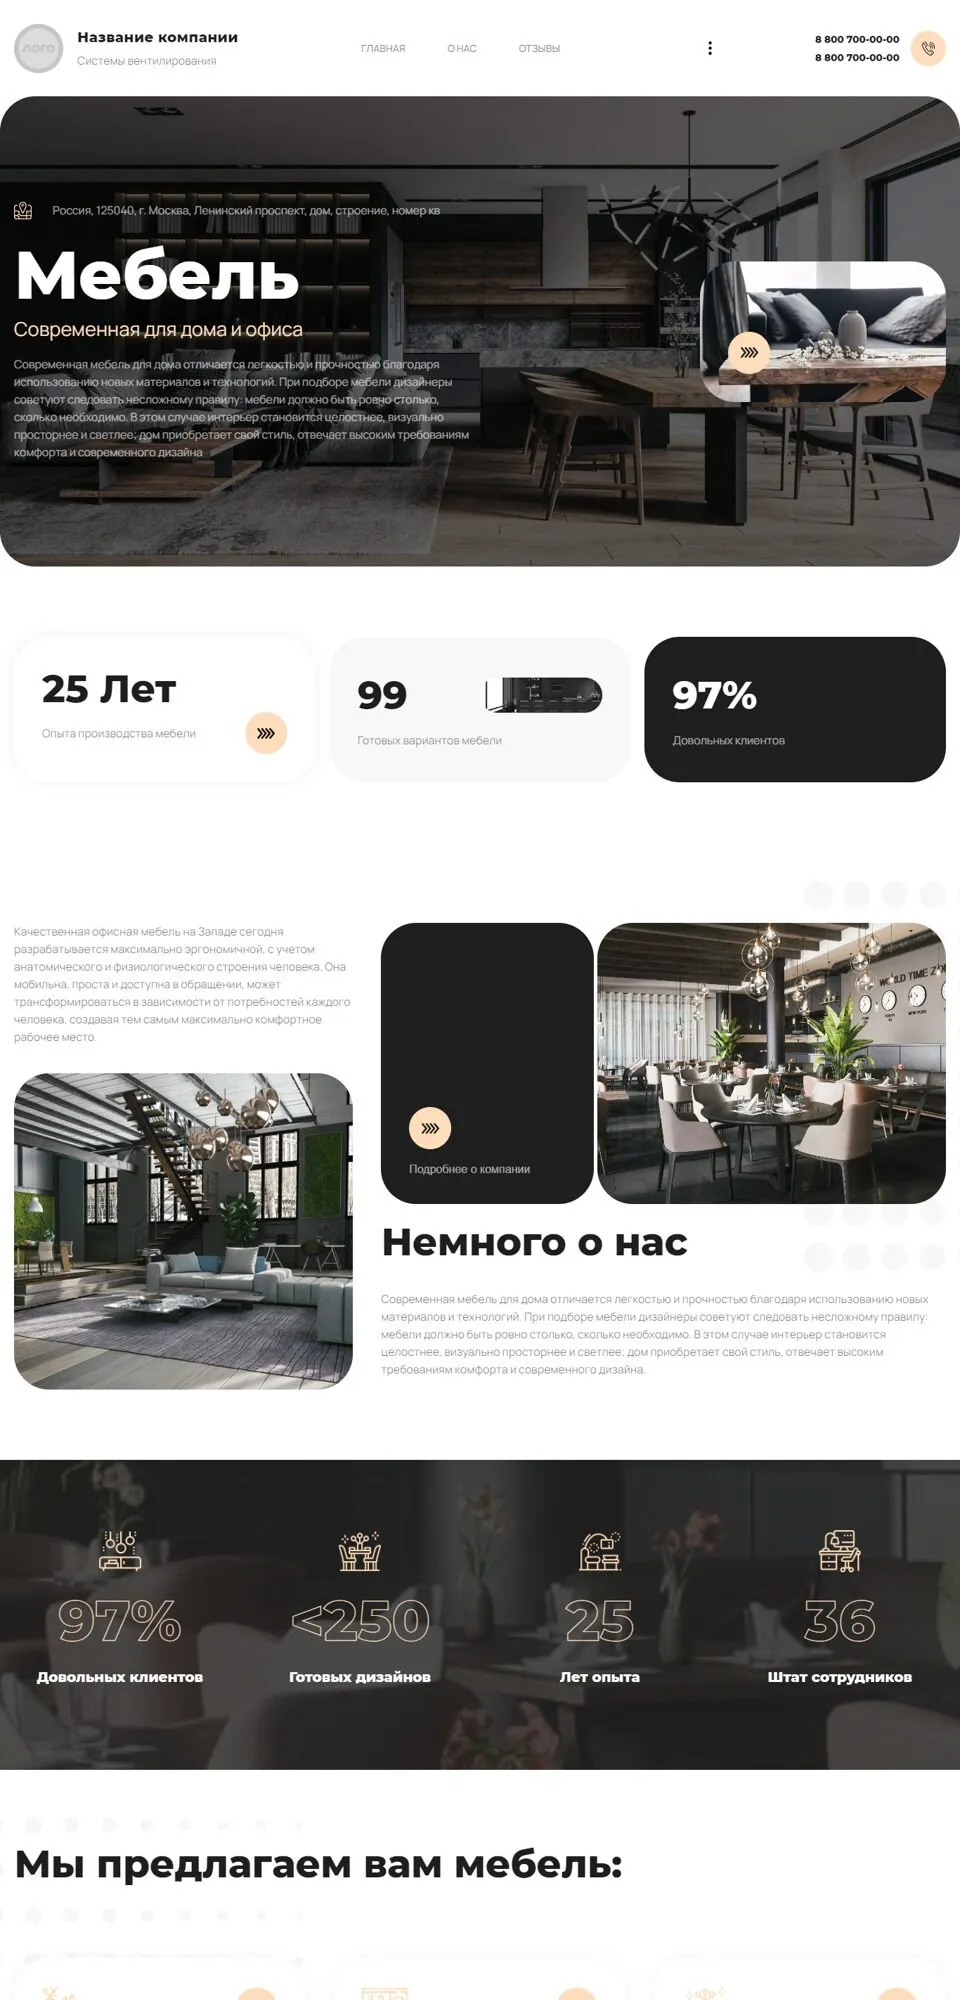 лого
Название компании
Системы вентилирования
ГЛАВНАЯ
О НАС
ОТЗЫВЫ
8 800 700-00-00
8 800 700-00-00
Россия, 125040, г. Москва, Ленинский проспект, дом, строение, номер кв
Мебель
Современная для дома и офиса
Современная мебель для дома отличается легкостью и прочностью благодаря
использованию новых материалов и технологий. При подборе мебели дизайнеры
советуют следовать несложному правилу: мебели должно быть ровно столько,
сколько необходимо. В этом случае интерьер становится целостнее, визуально
просторнее и светлее; дом приобретает свой стиль, отвечает высоким требованиям
комфорта и современного дизайна
25 Лет
Опыта производства мебели
99
Готовых вариантов мебели
97%
Довольных клиентов
Качественная офисная мебель на Западе сегодня
разрабатывается максимально эргономичной, с учетом
анатомического и физиологического строения человека. Она
мобильна, проста и доступна в обращении, может
трансформироваться в зависимости от потребностей каждого
человека, создавая тем самым максимально комфортное
рабочее место.
WORLD TIME ZO
Подробнее о компании
Немного о нас
Современная мебель для дома отличается легкостью и прочностью благодаря использованию новых
материалов и технологий. При подборе мебели дизайнеры советуют следовать несложному правилу:
мебели должно быть ровно столько, сколько необходимо. В этом случае интерьер становится
целостнее, визуально просторнее и светлее; дом приобретает свой стиль, отвечает высоким
требованиям комфорта и современного дизайна.
97%
Довольных клиентов
<250
Готовых дизайнов
25
Лет опыта
36
Штат сотрудников
Мы предлагаем вам мебель: